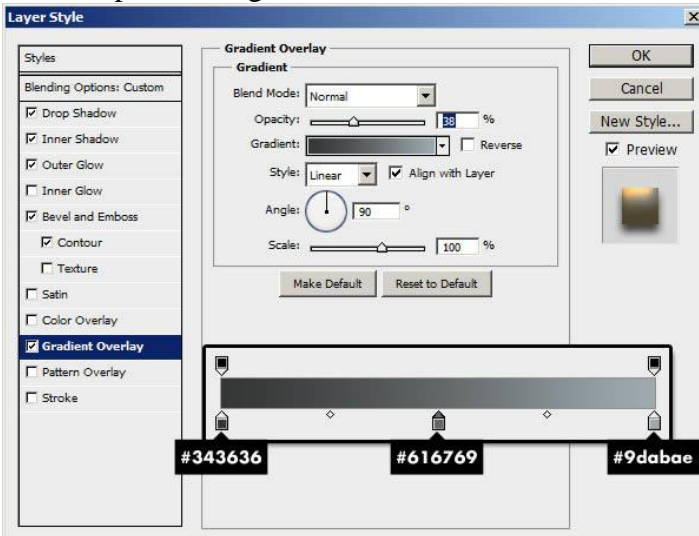 Layer Style
Styles
Blending Options: Custom
Drop Shadow
Inner Shadow
Outer Glow
Inner Glow
Bevel and Emboss
Contour
Texture
Satin
Color Overlay
Gradient Overlay
Pattern Overlay
Stroke
Gradient Overlay
Gradient
Blend Mode: Normal
Opacity: 38 %
Gradient: Reverse
Style: Linear Align with Layer
Angle: 90 °
Scale: 100 %
Make Default Reset to Default
#343636 #616769 #9dabae
OK
Cancel
New Style...
Preview